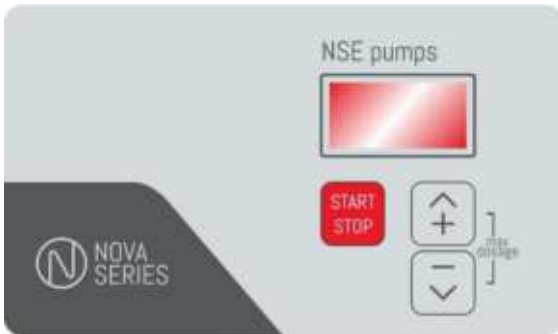 NSE pumps
START
STOP
+
max
dosage
−
NOVA
SERIES